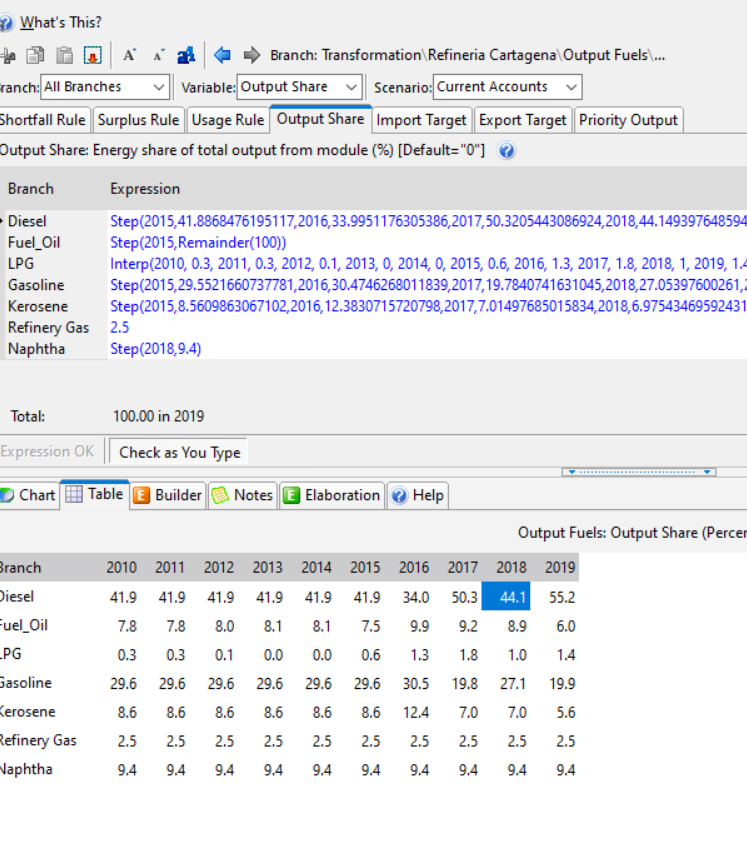 What's This?
A A a4 Branch: Transformation\Refineria Cartagena\Output Fuels\...
ranch: All Branches Variable: Output Share Scenario: Current Accounts
Shortfall Rule Surplus Rule Usage Rule Output Share Import Target Export Target Priority Output
Output Share: Energy share of total output from module (%) [Default="0"]
Branch Expression
Diesel Step(2015,41.8868476195117,2016,33.9951176305386,2017,50.3205443086924,2018,44.149397648594
Fuel_Oil Step(2015,Remainder(100))
LPG Interp(2010, 0.3, 2011, 0.3, 2012, 0.1, 2013, 0, 2014, 0, 2015, 0.6, 2016, 1.3, 2017, 1.8, 2018, 1, 2019, 1.4
Gasoline Step(2015,29.5521660737781,2016,30.4746268011839,2017,19.7840741631045,2018,27.05397600261,2
Kerosene Step(2015,8.5609863067102,2016,12.3830715720798,2017,7.01497685015834,2018,6.97543469592431
Refinery Gas 2.5
Naphtha Step(2018,9.4)
Total: 100.00 in 2019
Expression OK Check as You Type
Chart Table E Builder Notes E Elaboration Help
Output Fuels: Output Share (Percen
Branch 2010 2011 2012 2013 2014 2015 2016 2017 2018 2019
Diesel 41.9 41.9 41.9 41.9 41.9 41.9 34.0 50.3 44.1 55.2
Fuel_Oil 7.8 7.8 8.0 8.1 8.1 7.5 9.9 9.2 8.9 6.0
LPG 0.3 0.3 0.1 0.0 0.0 0.6 1.3 1.8 1.0 1.4
Gasoline 29.6 29.6 29.6 29.6 29.6 29.6 30.5 19.8 27.1 19.9
Kerosene 8.6 8.6 8.6 8.6 8.6 8.6 12.4 7.0 7.0 5.6
Refinery Gas 2.5 2.5 2.5 2.5 2.5 2.5 2.5 2.5 2.5 2.5
Naphtha 9.4 9.4 9.4 9.4 9.4 9.4 9.4 9.4 9.4 9.4